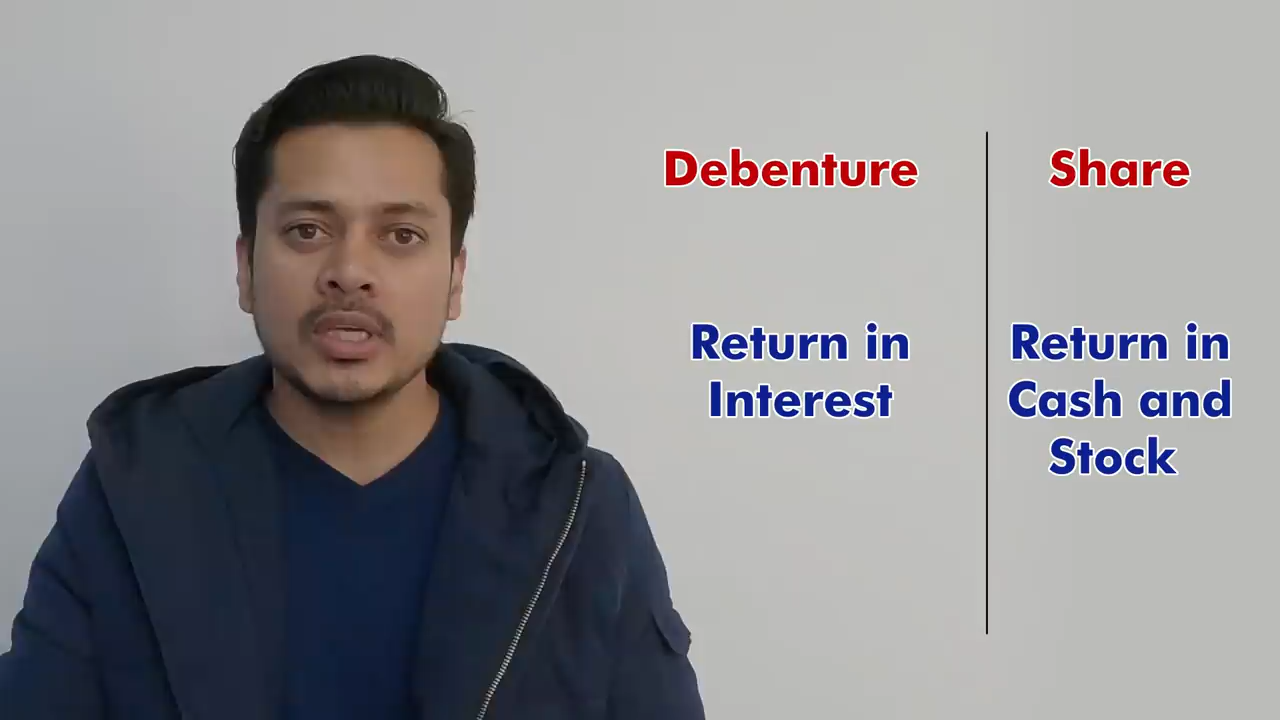 Debenture
Share
Return in
Interest
Return in
Cash and
Stock